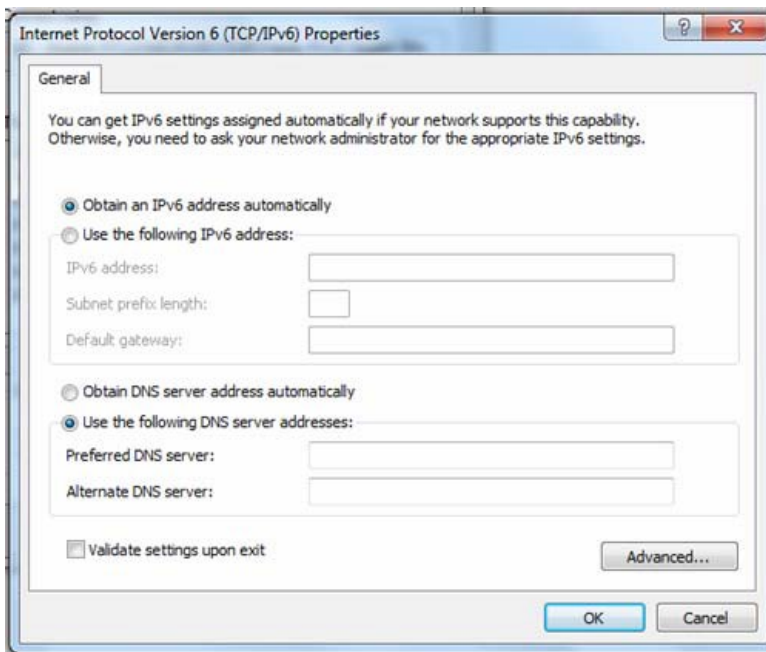 Internet Protocol Version 6 (TCP/IPv6) Properties
General
You can get IPv6 settings assigned automatically if your network supports this capability.
Otherwise, you need to ask your network administrator for the appropriate IPv6 settings.
Obtain an IPv6 address automatically
Use the following IPv6 address:
IPv6 address:
Subnet prefix length:
Default gateway:
Obtain DNS server address automatically
Use the following DNS server addresses:
Preferred DNS server:
Alternate DNS server:
Validate settings upon exit
Advanced...
OK
Cancel